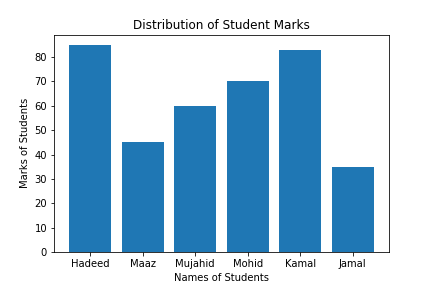 Distribution of Student Marks
80
70
60
50
40
30
20
10
0
Marks of Students
Hadeed Maaz Mujahid Mohid Kamal Jamal
Names of Students